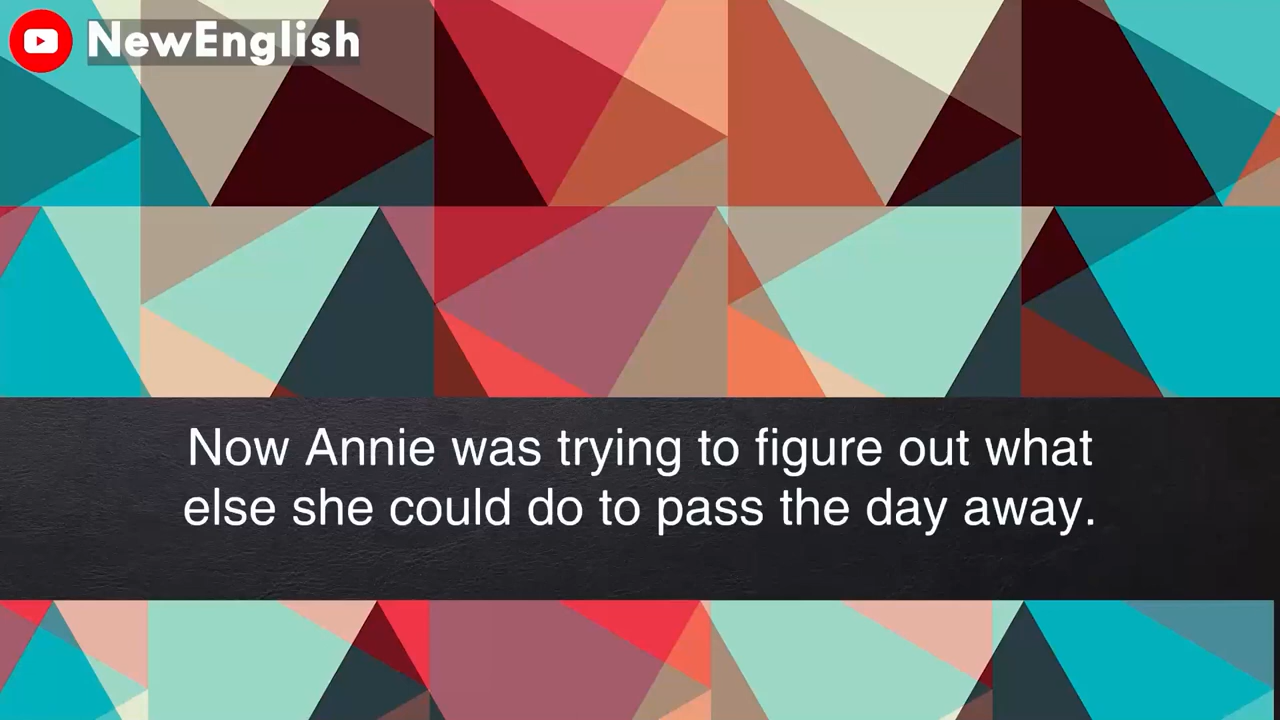 NewEnglish
Now Annie was trying to figure out what
else she could do to pass the day away.